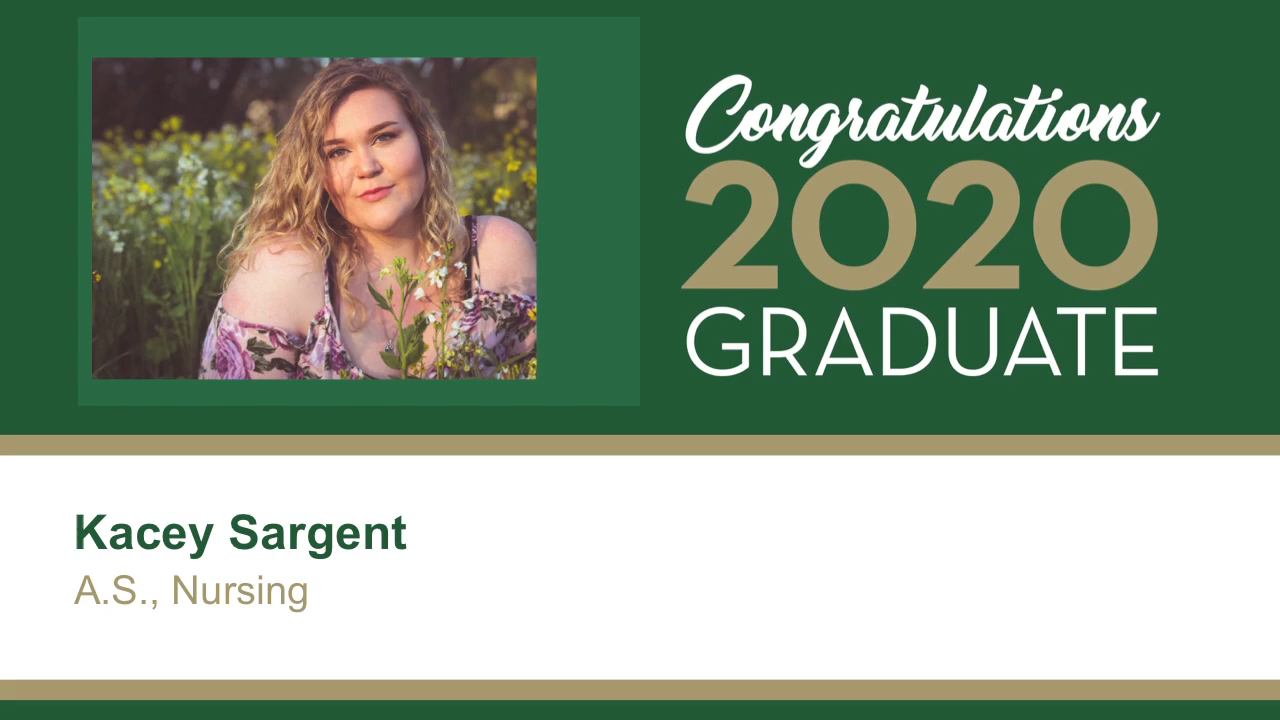 Congratulations
2020
GRADUATE
Kacey Sargent
A.S., Nursing